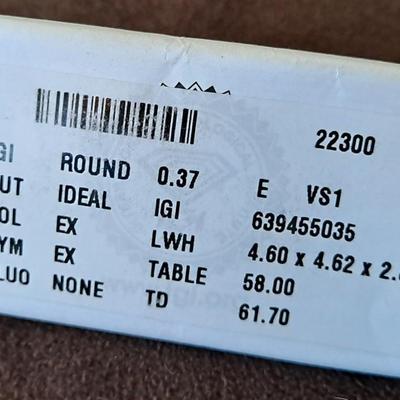 22300
GI ROUND 0.37 E VS1
UT IDEAL IGI 639455035
OL EX LWH 4.60 x 4.62 x 2.
YM EX TABLE 58.00
LUO NONE TD 61.70